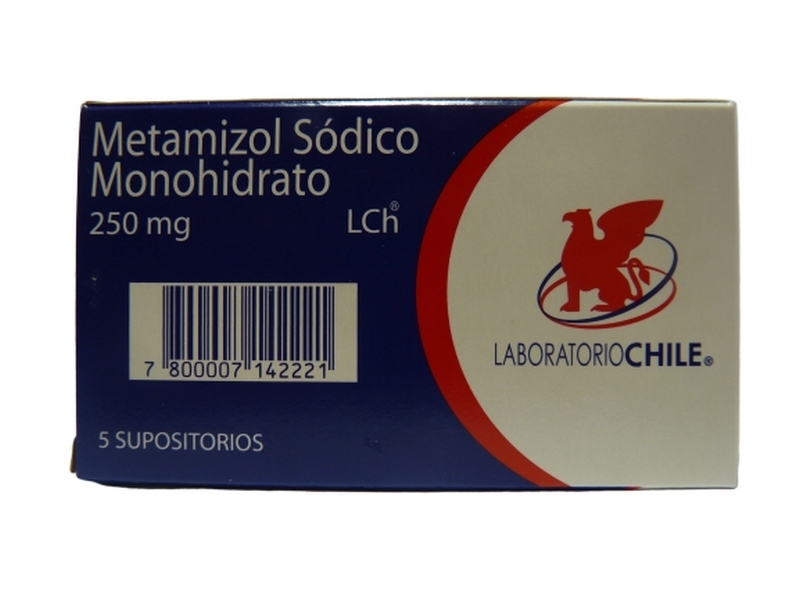 Metamizol Sódico
Monohidrato
250 mg
LCh®
7 800007 142221
5 SUPOSITORIOS
LABORATORIOCHILE®